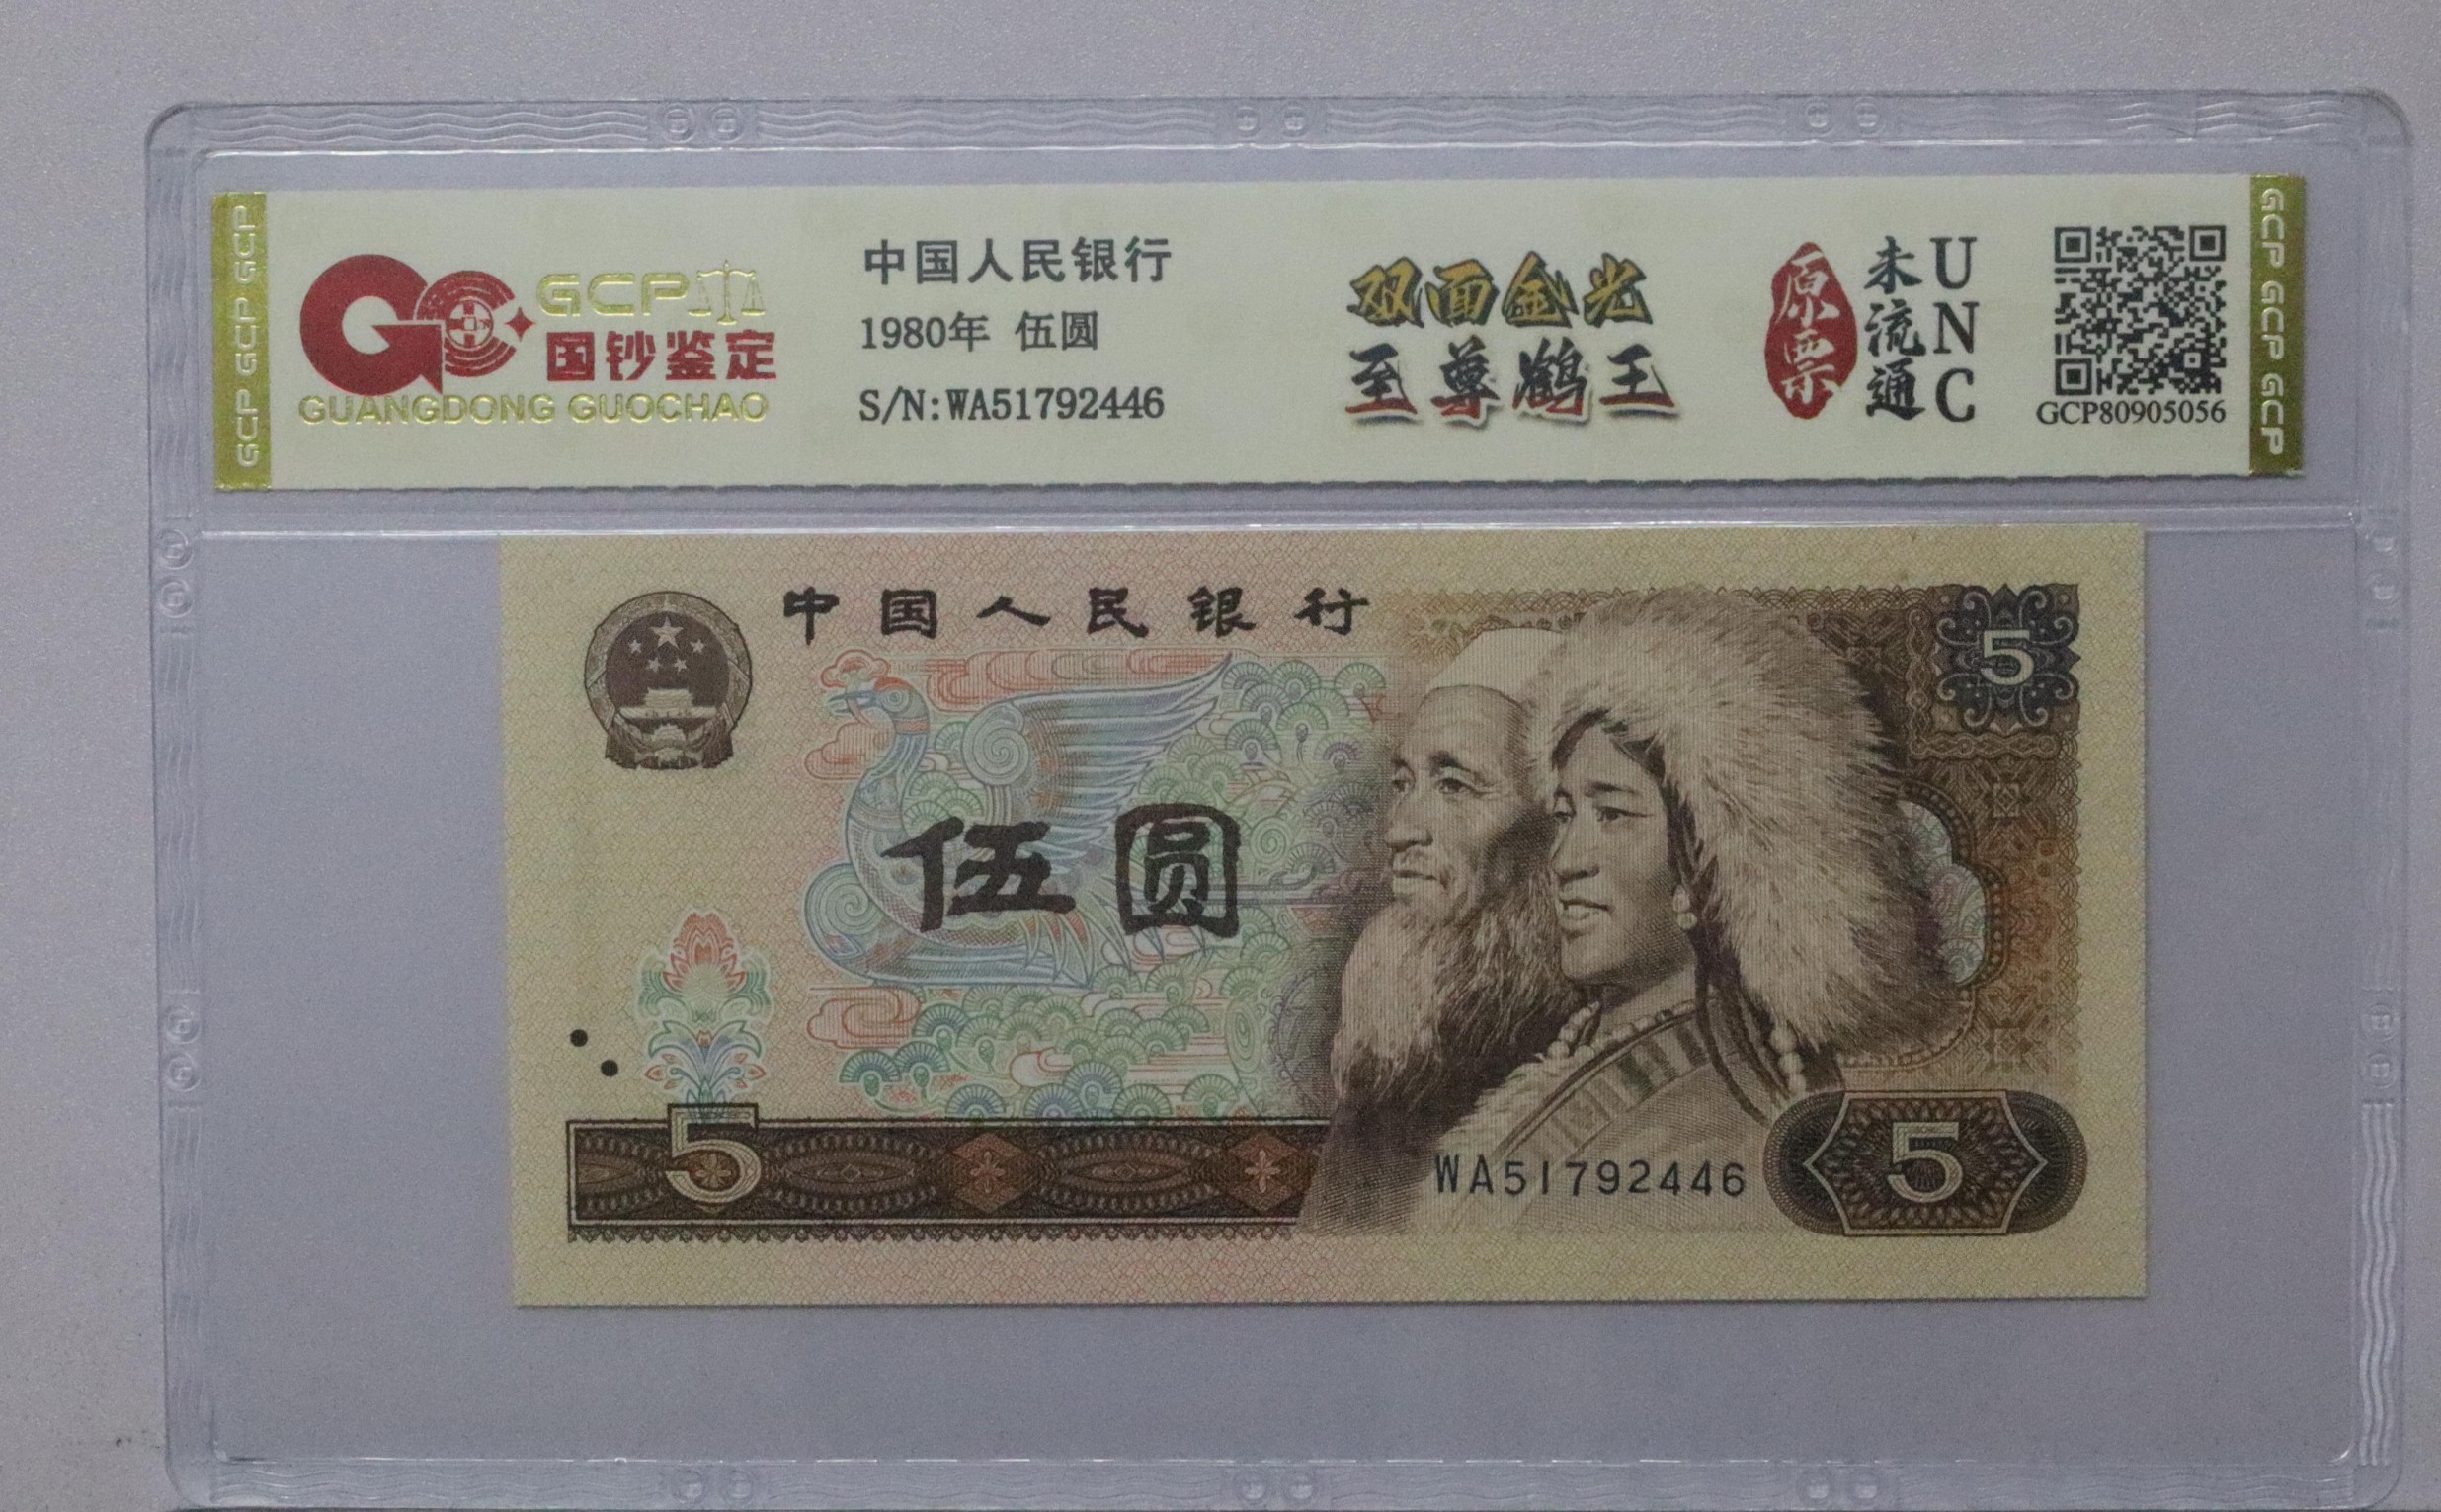 GCP GCP GCP
GCP
国钞鉴定
GUANGDONG GUOCHAO
中国人民银行
1980年 伍圆
S/N:WA51792446
双面金光
至尊鹤王
原票
未流通
UNC
GCP80905056
GCP GCP GCP
中国人民银行
5
伍圆
5
WA51792446
5